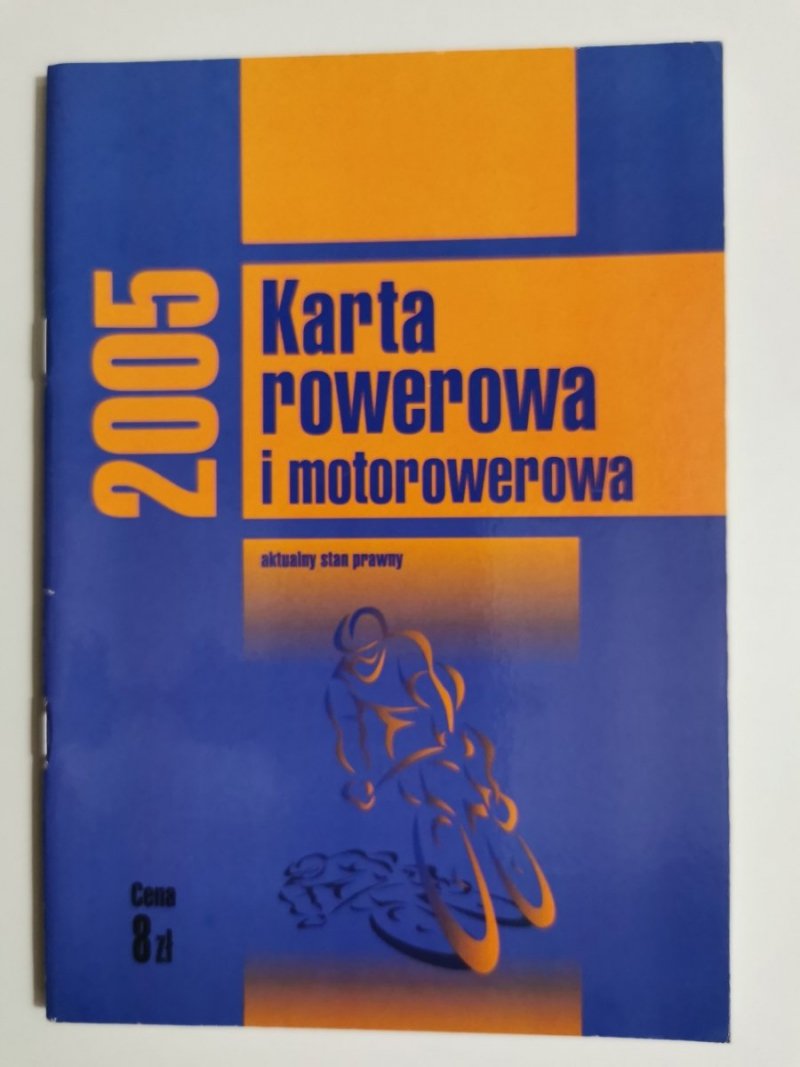 2005
Karta
rowerowa
i motorowerowa
aktualny stan prawny
Cena
8 zł